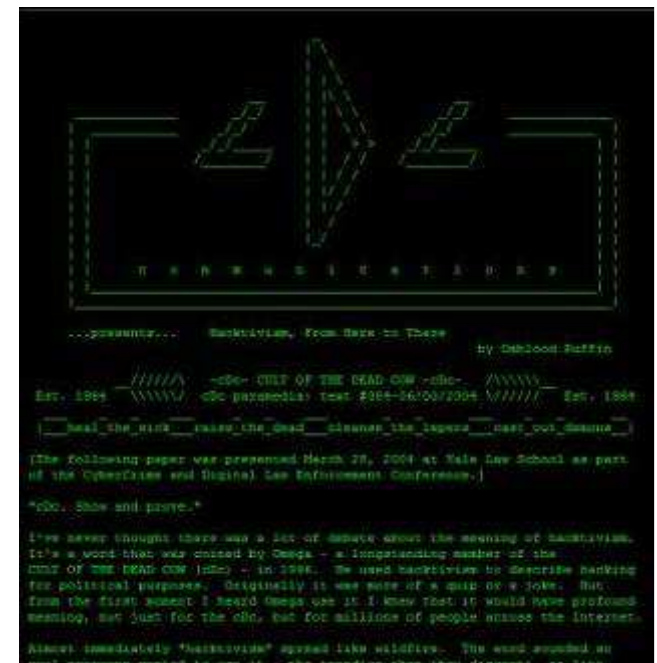 cDc
c o m m u n i c a t i o n s
...presents... Hacktivism, From Here to There
by Oxblood Ruffin
-cDc- CULT OF THE DEAD COW -cDc-
Est. 1984 cDc paramedia: text #384-06/00/2004 Est. 1984
|___heal_the_sick___raise_the_dead___cleanse_the_lepers___cast_out_demons__|
[The following paper was presented March 28, 2004 at Yale Law School as part
of the CyberCrime and Digital Law Enforcement Conference.]
"cDc. Show and prove."
I've never thought there was a lot of debate about the meaning of hacktivism.
It's a word that was coined by Omega - a longstanding member of the
CULT OF THE DEAD COW (cDc) - in 1996. He used hacktivism to describe hacking
for political purposes. Originally it was more of a quip or a joke. But
from the first moment I heard Omega use it I knew that it would have profound
meaning, not just for the cDc, but for millions of people across the Internet.
Almost immediately "hacktivism" spread like wildfire. The word sounded so